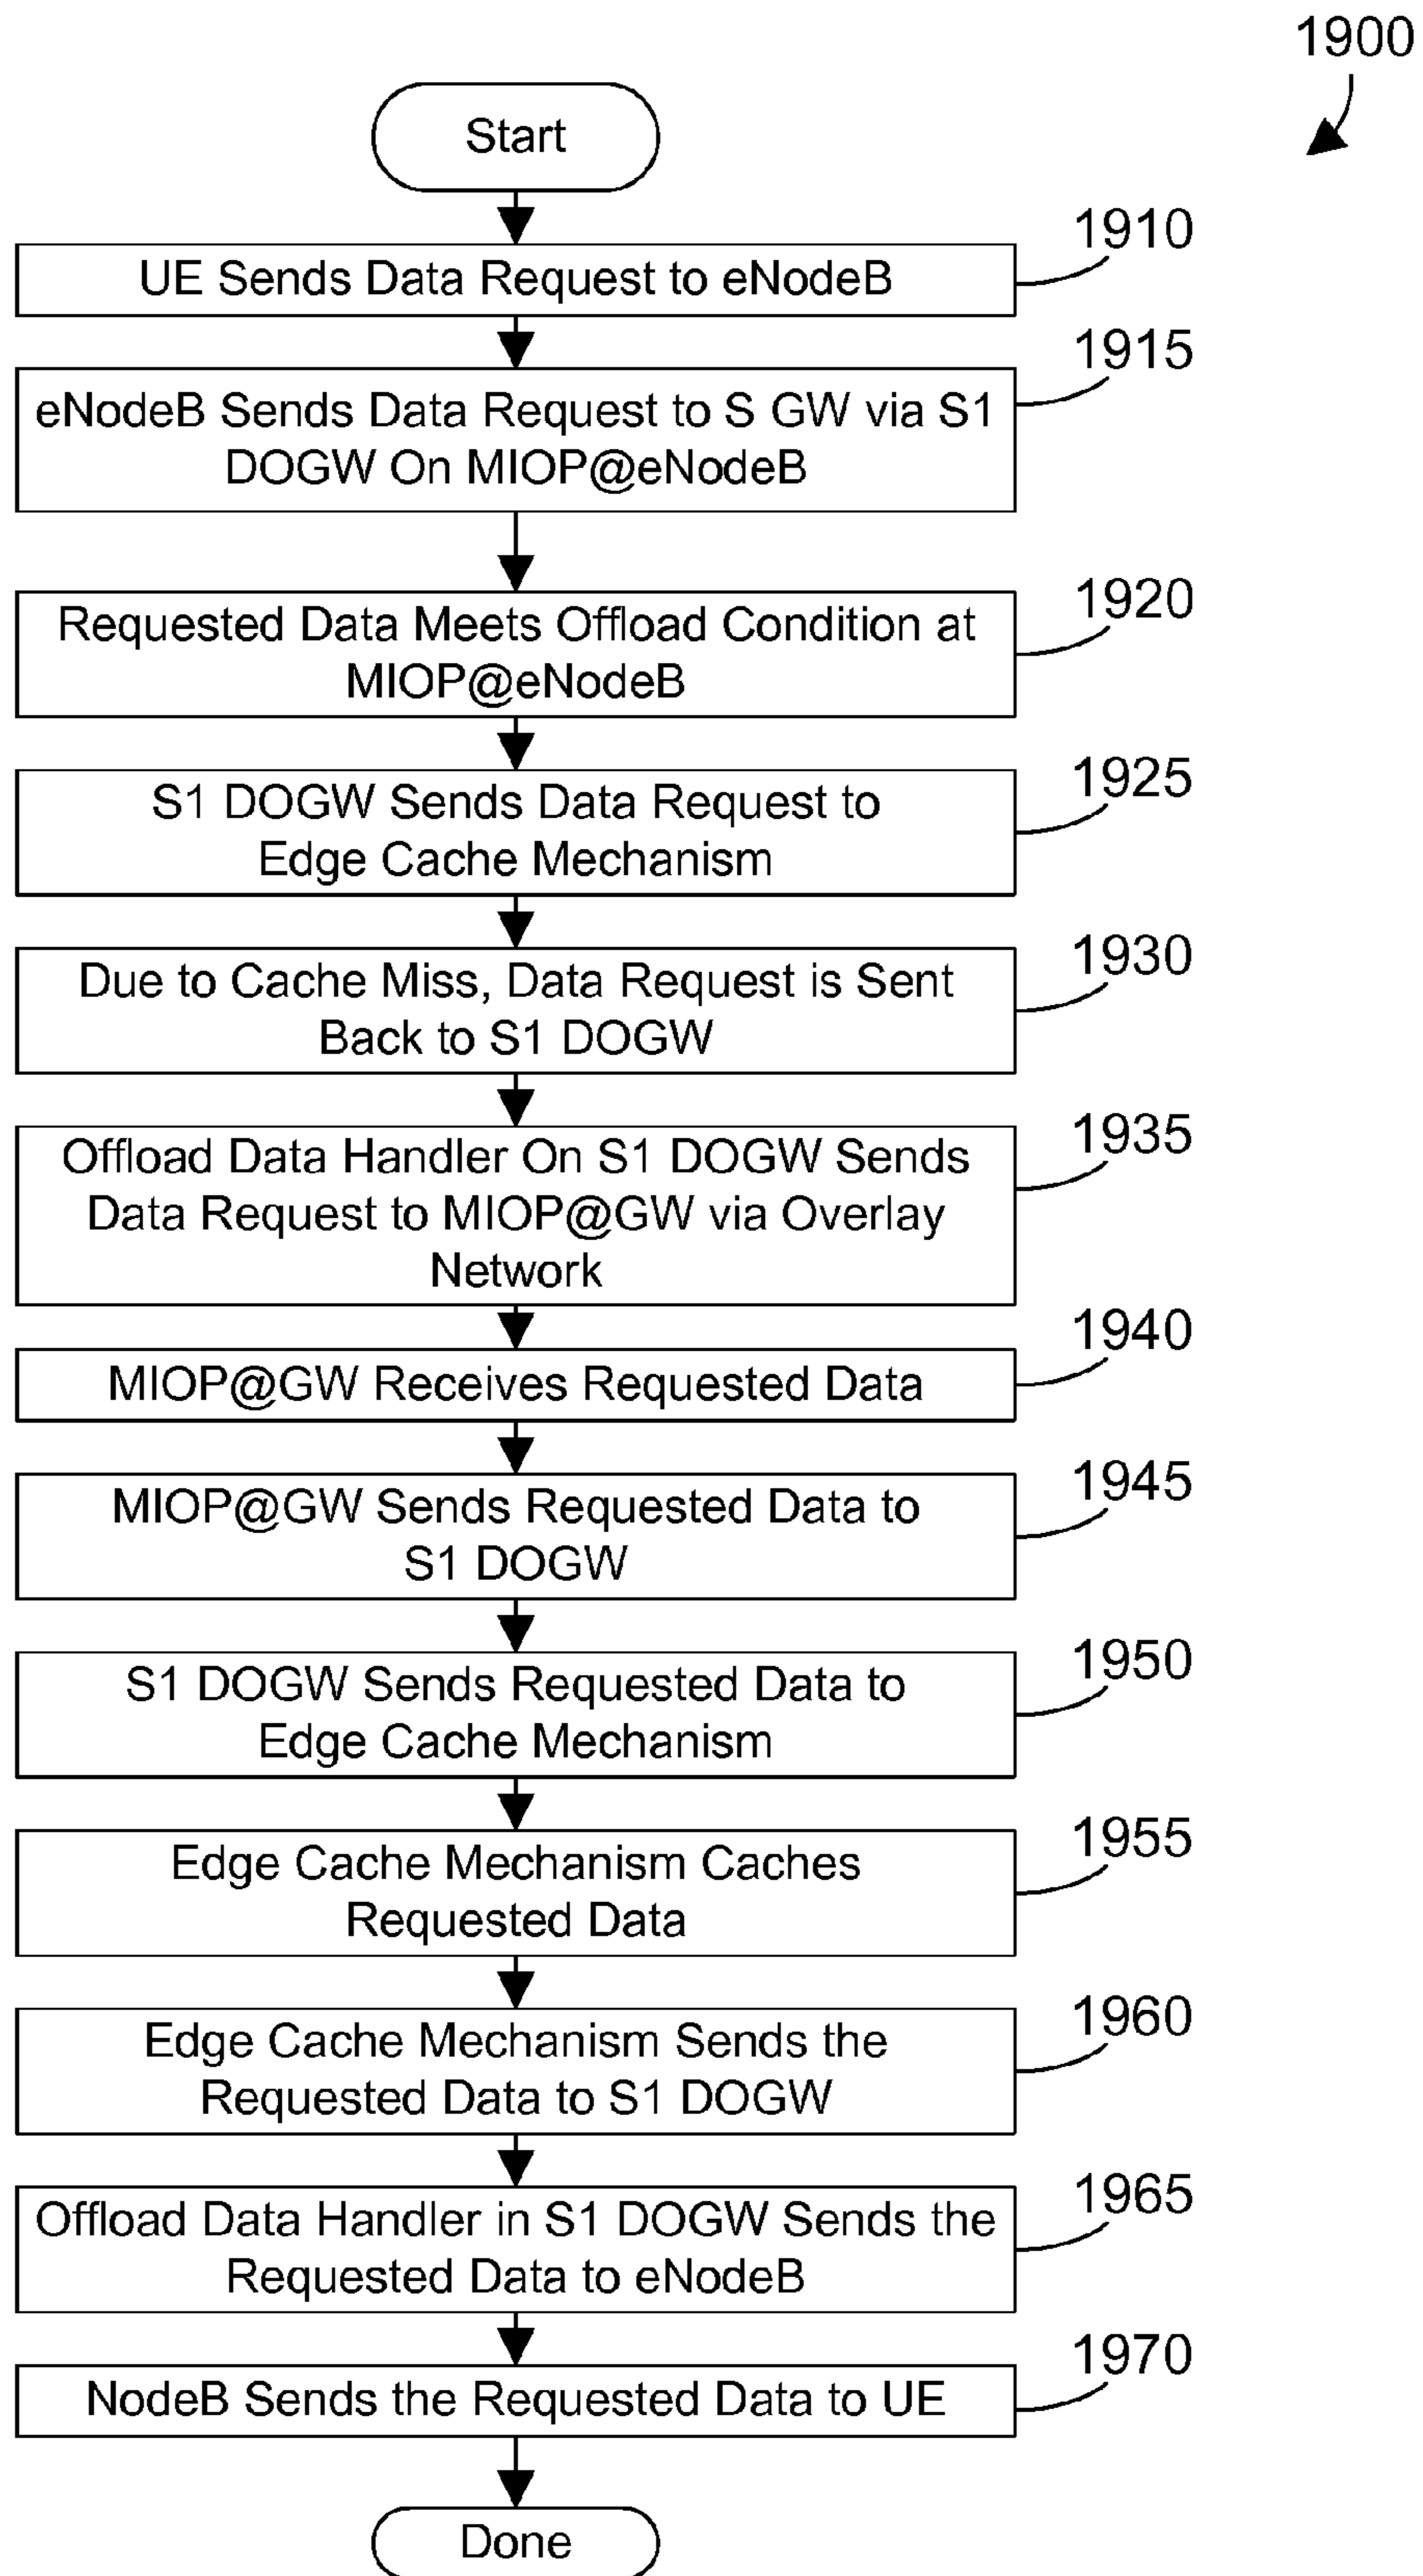 1900
Start
UE Sends Data Request to eNodeB
1910
eNodeB Sends Data Request to S GW via S1
DOGW On MIOP@eNodeB
1915
Requested Data Meets Offload Condition at
MIOP@eNodeB
1920
S1 DOGW Sends Data Request to
Edge Cache Mechanism
1925
Due to Cache Miss, Data Request is Sent
Back to S1 DOGW
1930
Offload Data Handler On S1 DOGW Sends
Data Request to MIOP@GW via Overlay
Network
1935
MIOP@GW Receives Requested Data
1940
MIOP@GW Sends Requested Data to
S1 DOGW
1945
S1 DOGW Sends Requested Data to
Edge Cache Mechanism
1950
Edge Cache Mechanism Caches
Requested Data
1955
Edge Cache Mechanism Sends the
Requested Data to S1 DOGW
1960
Offload Data Handler in S1 DOGW Sends the
Requested Data to eNodeB
1965
NodeB Sends the Requested Data to UE
1970
Done